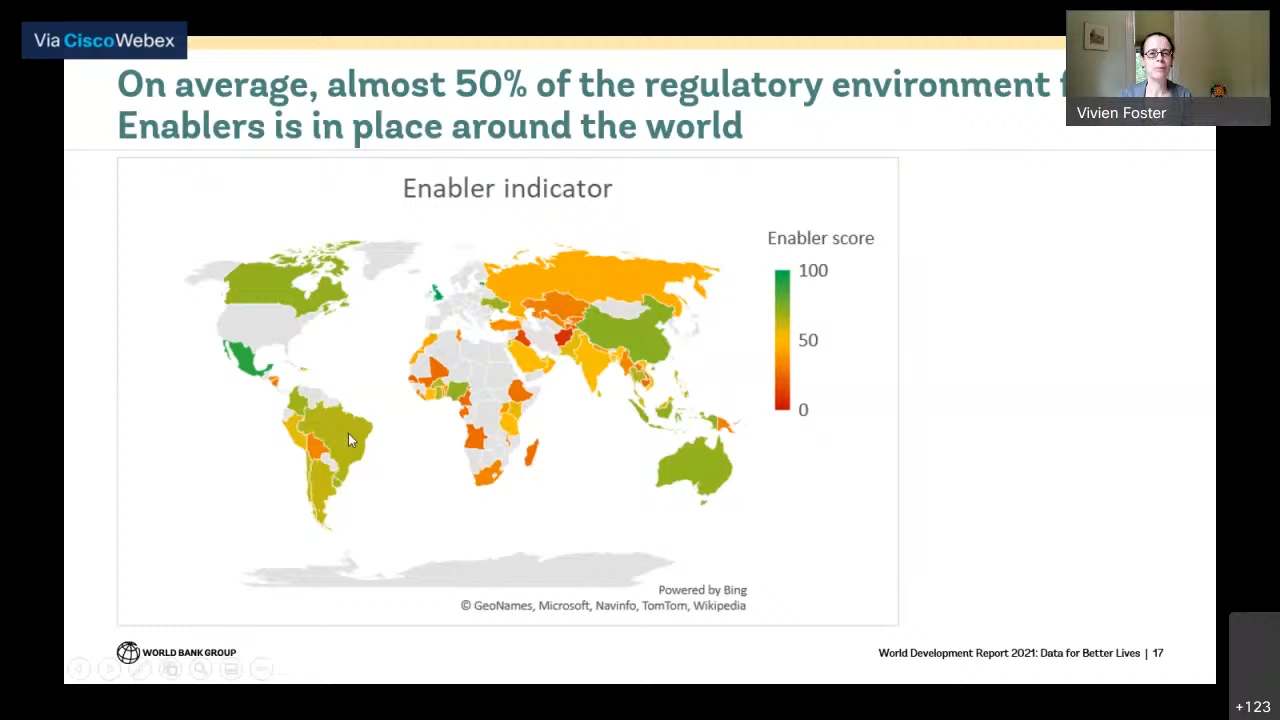 Via CiscoWebex
On average, almost 50% of the regulatory environment
Enablers is in place around the world
Vivien Foster
Enabler indicator
Enabler score
100
50
0
Powered by Bing
© GeoNames, Microsoft, Navinfo, TomTom, Wikipedia
WORLD BANK GROUP
World Development Report 2021: Data for Better Lives | 17
+123